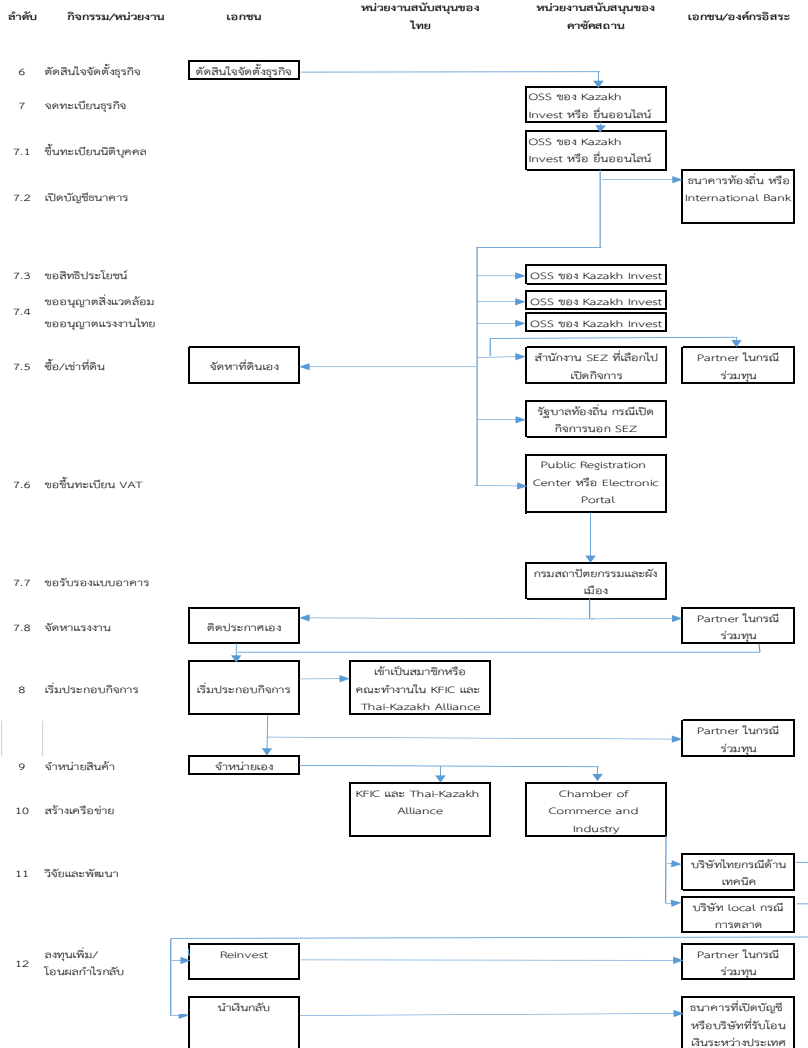 ลำดับ กิจกรรม/หน่วยงาน เอกชน หน่วยงานสนับสนุนของ หน่วยงานสนับสนุนของ เอกชน/องค์กรอิสระ
ไทย คาซัคสถาน
6 ตัดสินใจจัดตั้งธุรกิจ ตัดสินใจจัดตั้งธุรกิจ
7 จดทะเบียนธุรกิจ OSS ของ Kazakh
Invest หรือ ยื่นออนไลน์
7.1 ขึ้นทะเบียนนิติบุคคล OSS ของ Kazakh
Invest หรือ ยื่นออนไลน์
7.2 เปิดบัญชีธนาคาร ธนาคารท้องถิ่น หรือ
International Bank
7.3 ขอสิทธิประโยชน์ OSS ของ Kazakh Invest
7.4 ขออนุญาตสิ่งแวดล้อม OSS ของ Kazakh Invest
ขออนุญาตแรงงานไทย OSS ของ Kazakh Invest
7.5 ซื้อ/เช่าที่ดิน จัดหาที่ดินเอง สำนักงาน SEZ ที่เลือกไป Partner ในกรณี
เปิดกิจการ ร่วมทุน
รัฐบาลท้องถิ่น กรณีเปิด
กิจการนอก SEZ
7.6 ขอขึ้นทะเบียน VAT Public Registration
Center หรือ Electronic
Portal
7.7 ขอรับรองแบบอาคาร กรมสถาปัตยกรรมและผัง
เมือง
7.8 จัดหาแรงงาน ติดประกาศเอง Partner ในกรณี
ร่วมทุน
8 เริ่มประกอบกิจการ เริ่มประกอบกิจการ เข้าเป็นสมาชิกหรือ
คณะทำงานใน KFIC และ
Thai-Kazakh Alliance
Partner ในกรณี
ร่วมทุน
9 จำหน่ายสินค้า จำหน่ายเอง
10 สร้างเครือข่าย KFIC และ Thai-Kazakh Chamber of
Alliance Commerce and
Industry
11 วิจัยและพัฒนา บริษัทไทยกรณีด้าน
เทคนิค
บริษัท local กรณี
การตลาด
12 ลงทุนเพิ่ม/ Reinvest Partner ในกรณี
โอนผลกำไรกลับ ร่วมทุน
นำเงินกลับ ธนาคารที่เปิดบัญชี
หรือบริษัทที่รับโอน
เงินระหว่างประเทศ